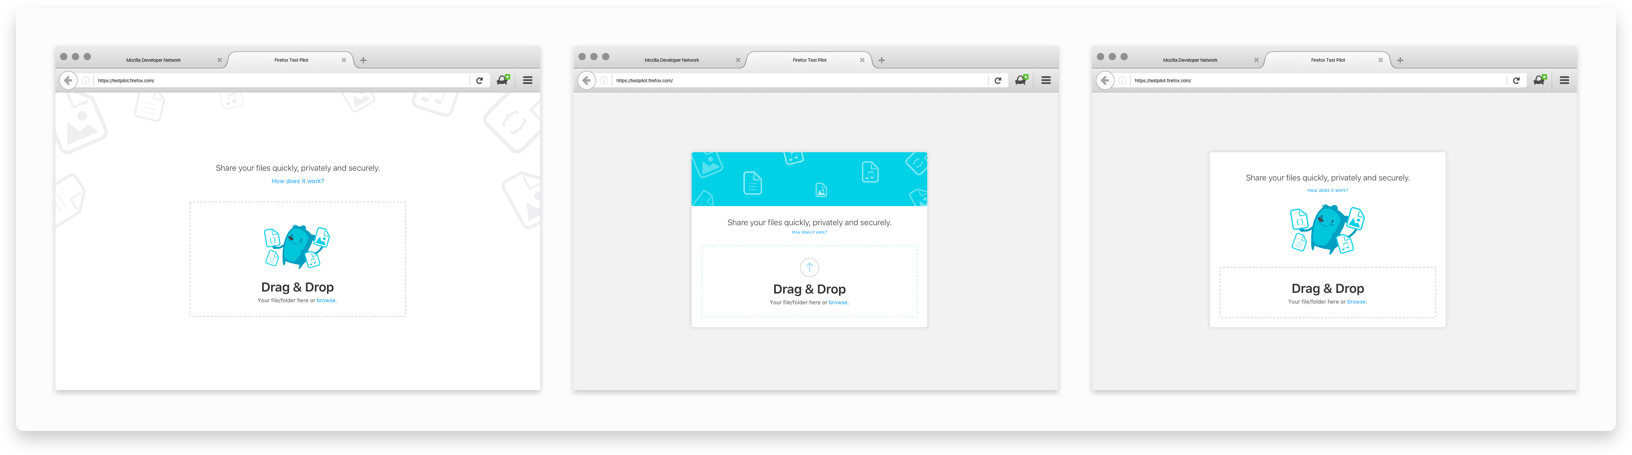 Mozilla Developer Network
Firefox Test Pilot
https://testpilot.firefox.com/
Share your files quickly, privately and securely.
How does it work?
Drag & Drop
Your file/folder here or browse.
Mozilla Developer Network
Firefox Test Pilot
https://testpilot.firefox.com/
Share your files quickly, privately and securely.
How does it work?
Drag & Drop
Your file/folder here or browse.
Mozilla Developer Network
Firefox Test Pilot
https://testpilot.firefox.com/
Share your files quickly, privately and securely.
How does it work?
Drag & Drop
Your file/folder here or browse.